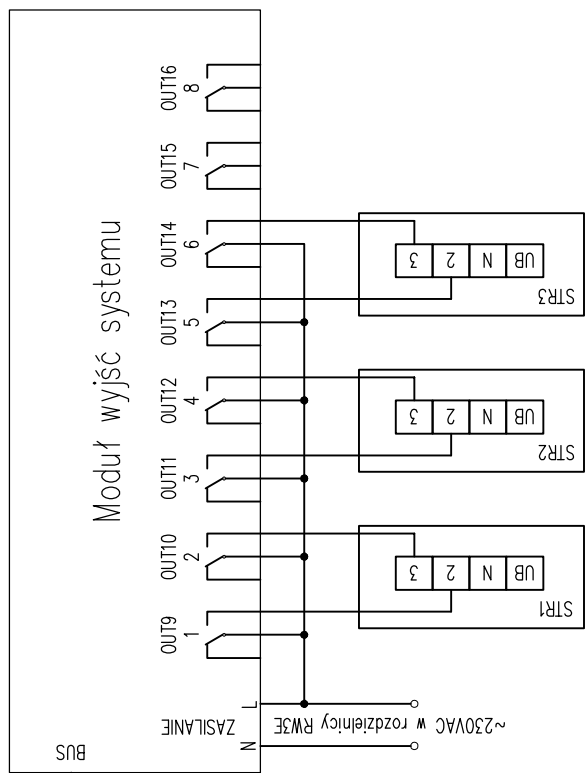 Moduł wyjść systemu
BUS
ZASILANIE
N
L
OUT9
1
OUT10
2
OUT11
3
OUT12
4
OUT13
5
OUT14
6
OUT15
7
OUT16
8
~230VAC w rozdzielnicy RW3E
STR1
UB N 2 3
STR2
UB N 2 3
STR3
UB N 2 3